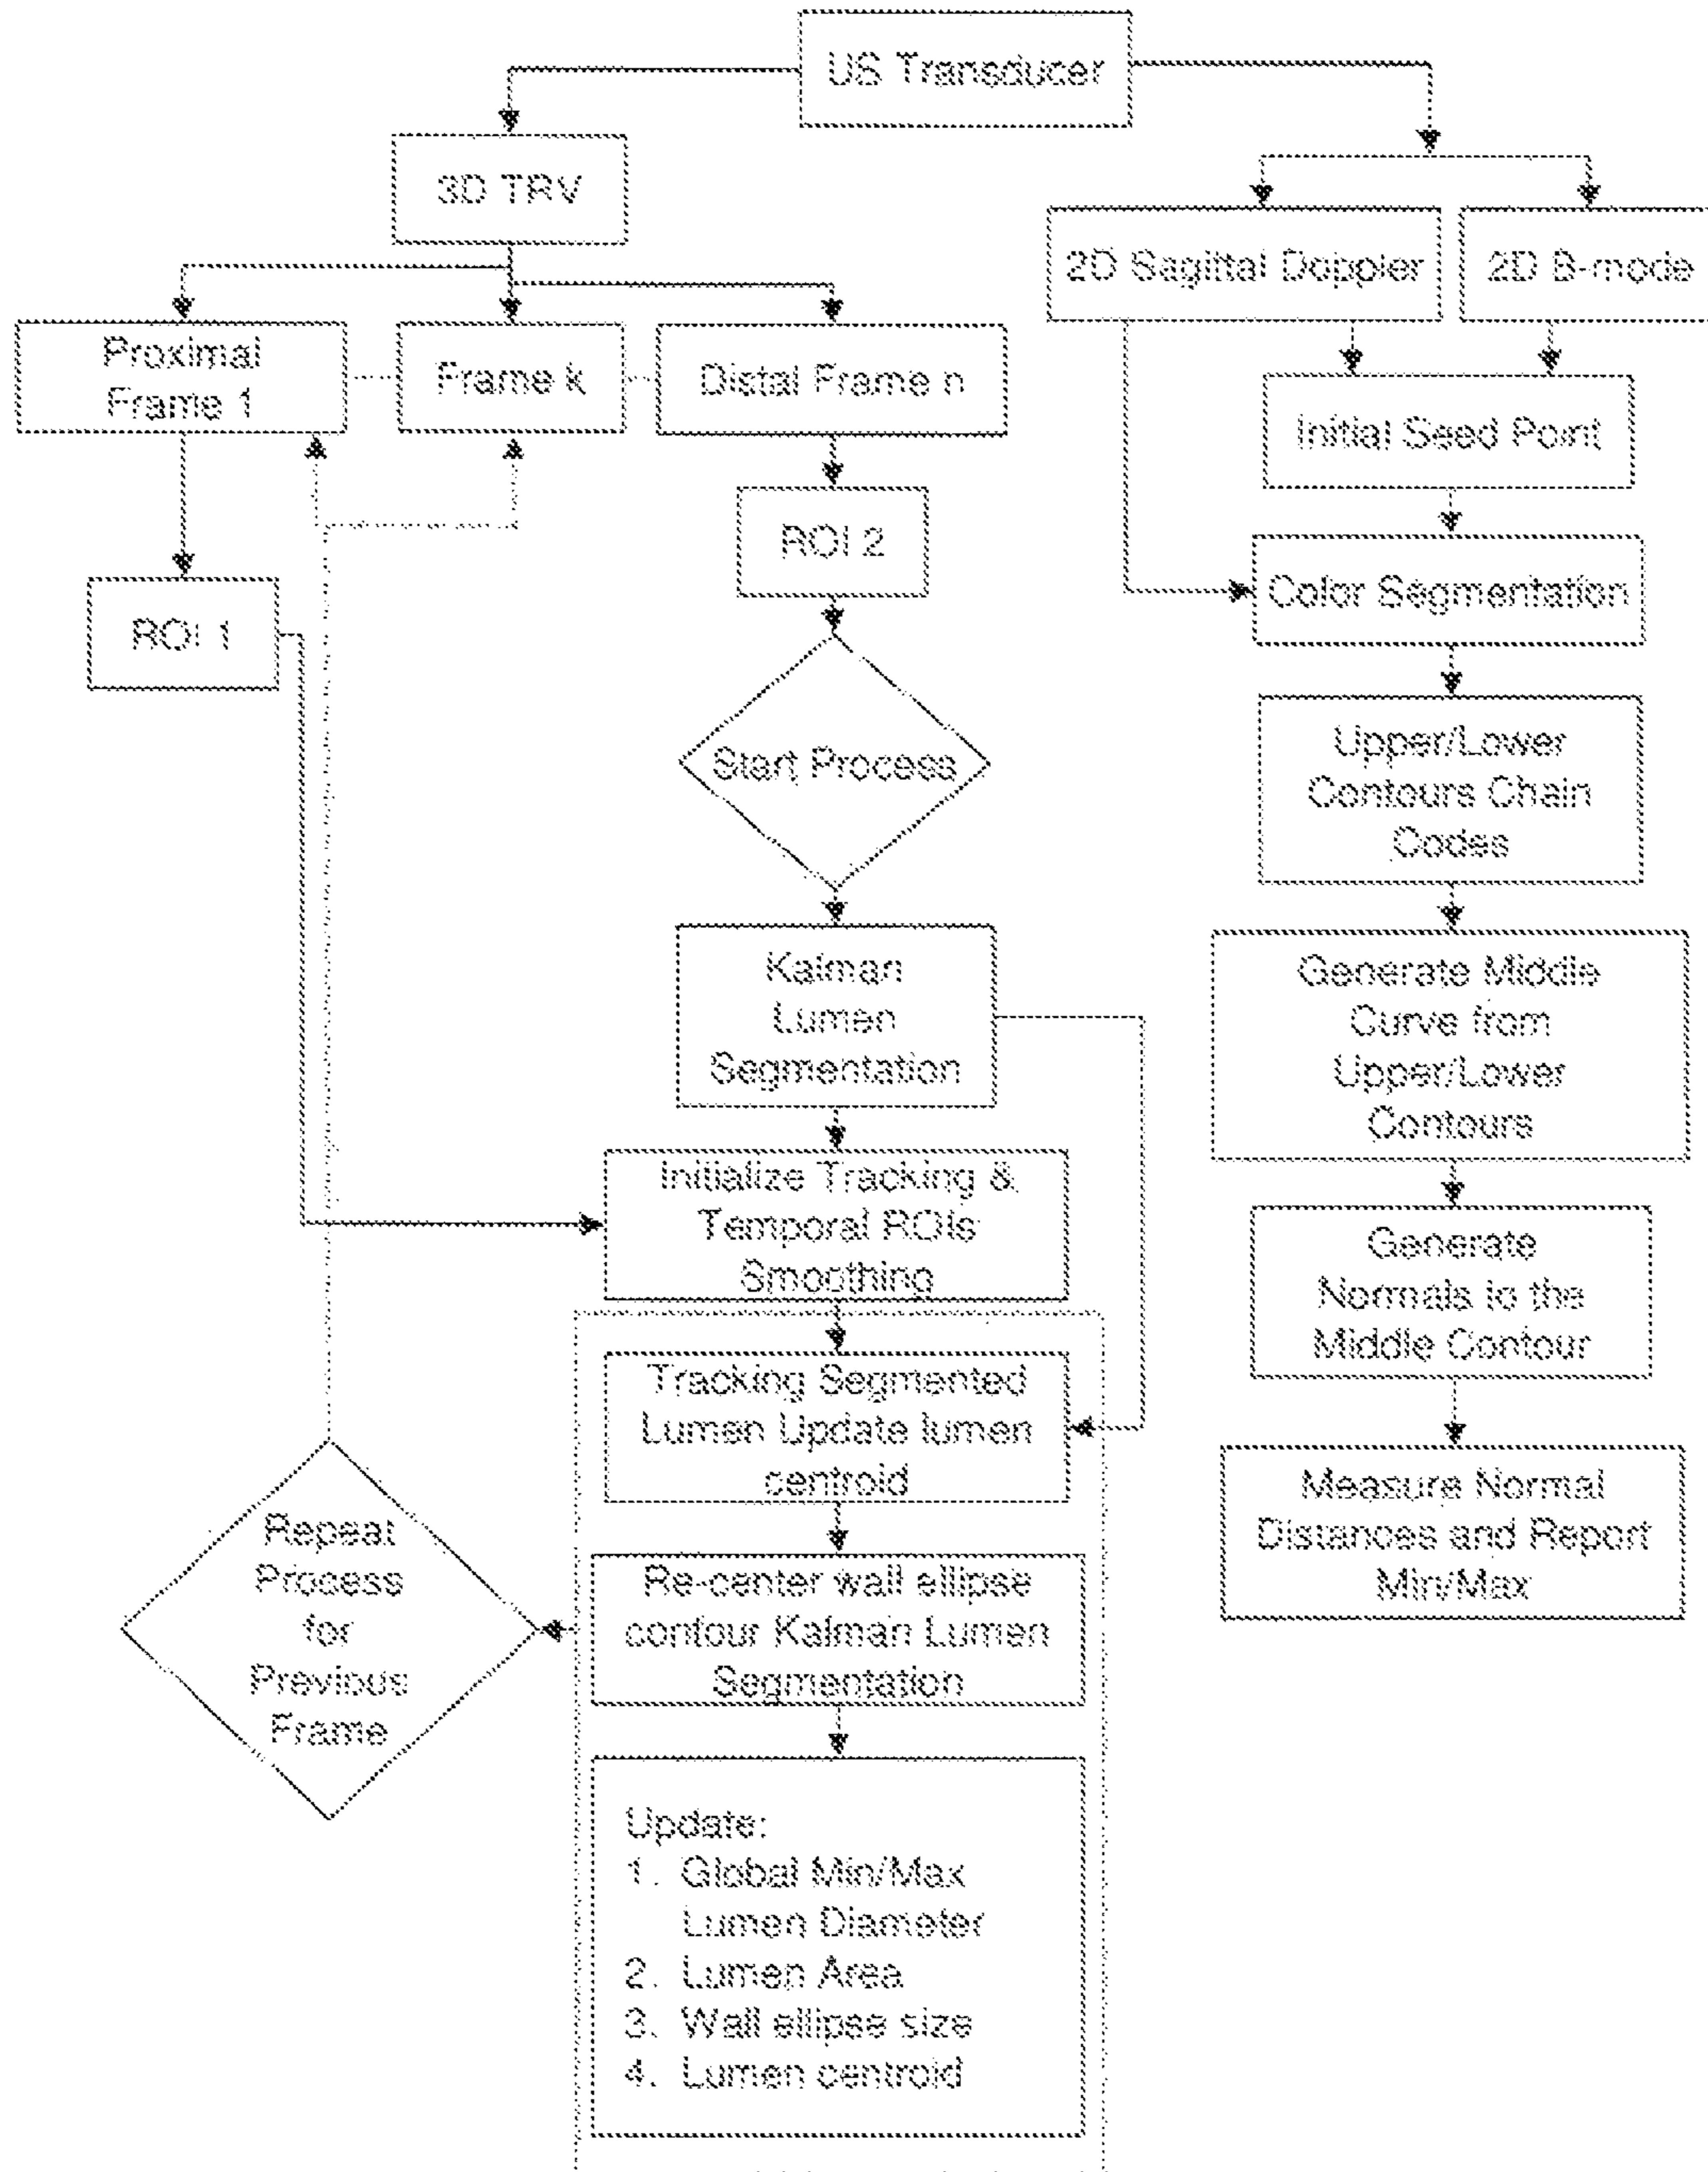 US Transducer
3D TRV
2D Sagittal Doppler
2D B-mode
Proximal
Frame 1
Frame k
Distal Frame n
Initial Seed Point
ROI 2
ROI 1
Color Segmentation
Start Process
Upper/Lower
Contours Chain
Codes
Kalman
Lumen
Segmentation
Generate Middle
Curve from
Upper/Lower
Contours
Initialize Tracking &
Temporal ROIs
Smoothing
Generate
Normals to the
Middle Contour
Tracking Segmented
Lumen Update lumen
centroid
Measure Normal
Distances and Report
Min/Max
Repeat
Process
for
Previous
Frame
Re-center wall ellipse
contour Kalman Lumen
Segmentation
Update:
1. Global Min/Max
Lumen Diameter
2. Lumen Area
3. Wall ellipse size
4. Lumen centroid